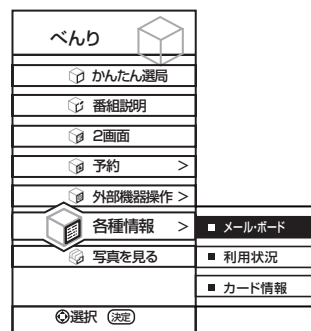 べんり
かんたん選局
番組説明
2画面
予約 >
外部機器操作 >
各種情報 >
■ メール・ボード
写真を見る
■ 利用状況
■ カード情報
選択 決定